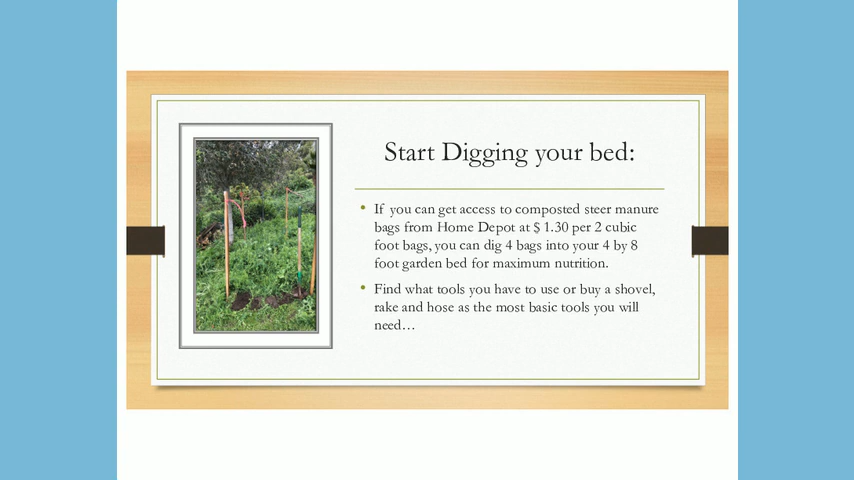 Start Digging your bed:
• If you can get access to composted steer manure
bags from Home Depot at $ 1.30 per 2 cubic
foot bags, you can dig 4 bags into your 4 by 8
foot garden bed for maximum nutrition.
• Find what tools you have to use or buy a shovel,
rake and hose as the most basic tools you will
need…